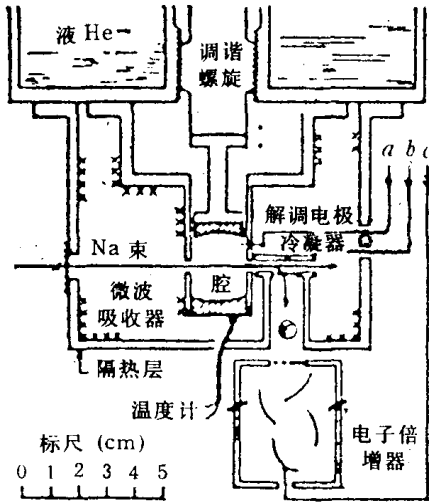 液 He
调谐
螺旋
a b c
解调电极
冷凝器
Na 束
腔
微波
吸收器
隔热层
温度计
电子倍
增器
标尺 (cm)
0 1 2 3 4 5